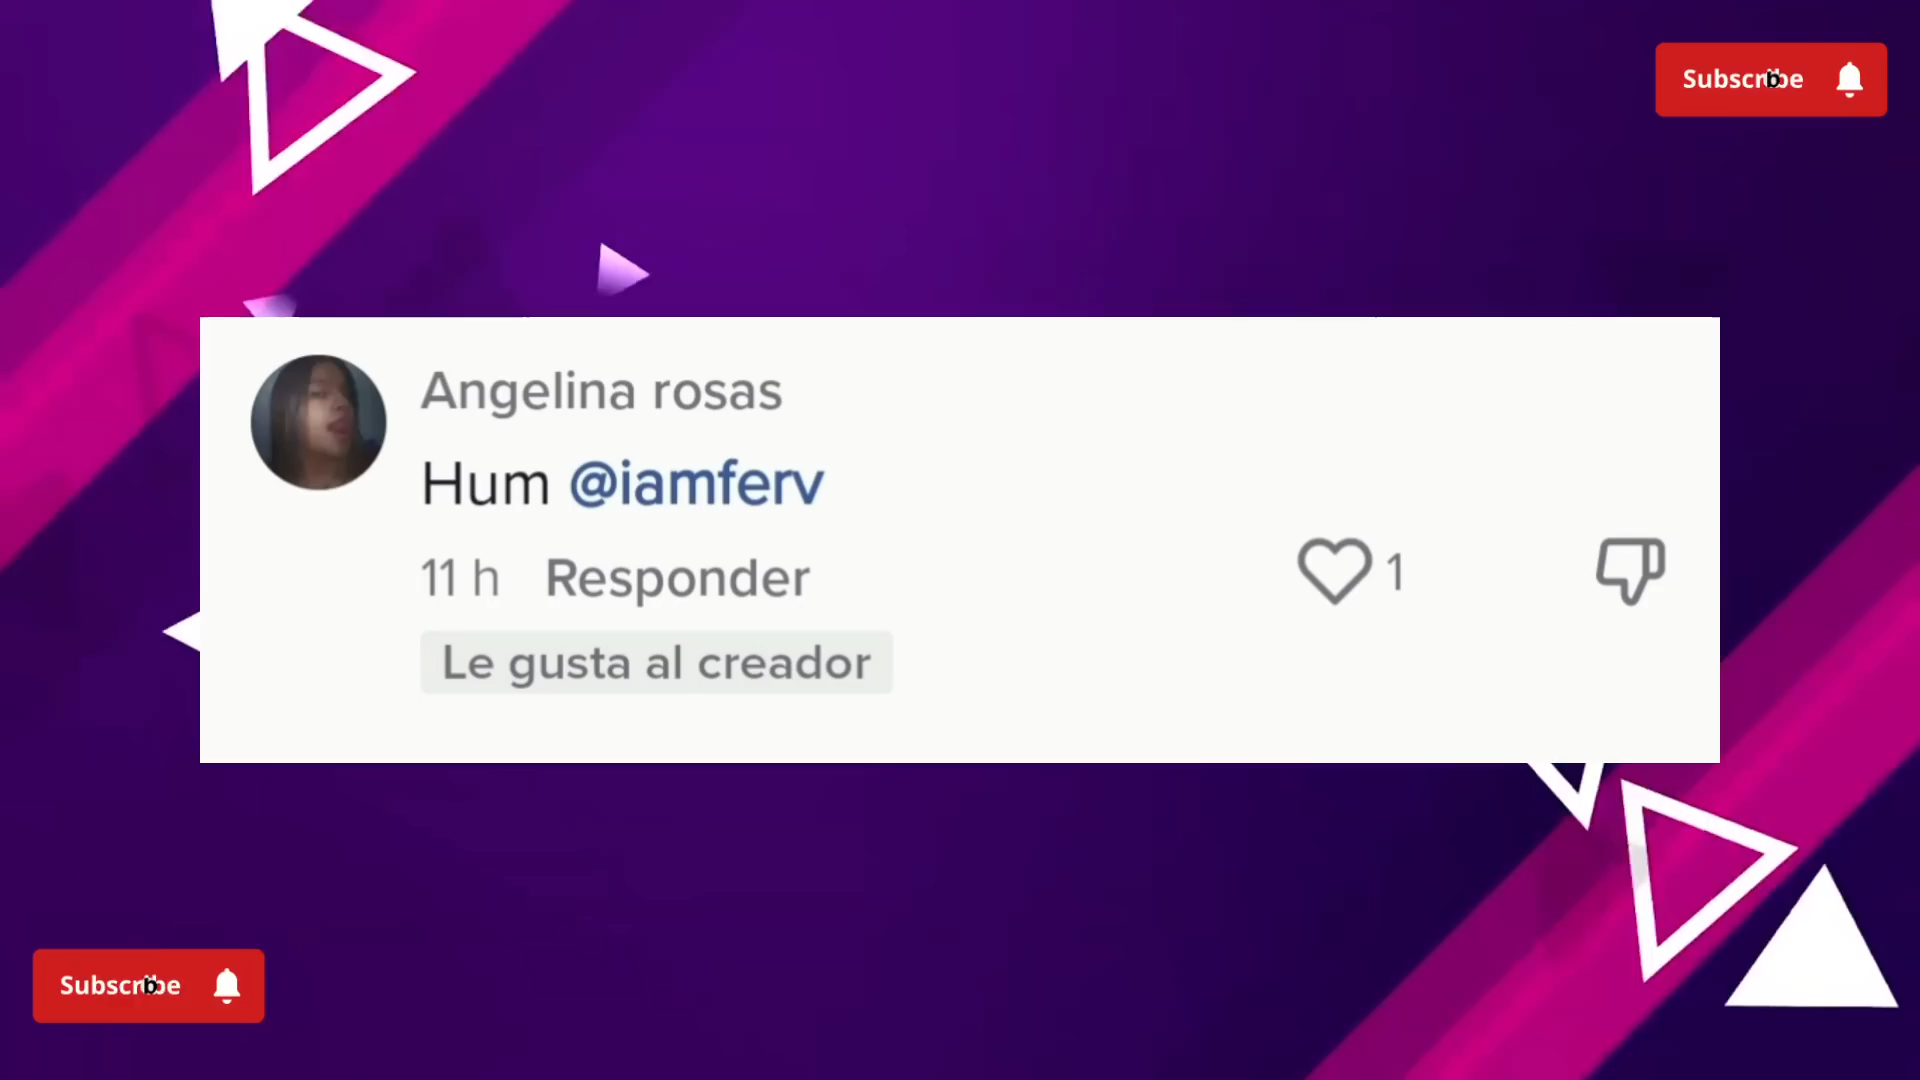 Subscribe
Angelina rosas
Hum @iamferv
11 h Responder
1
Le gusta al creador
Subscribe